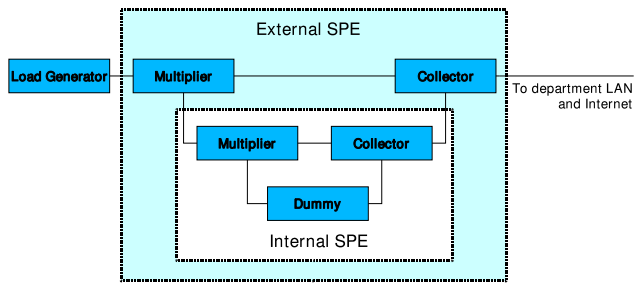 External SPE
Load Generator
Multiplier
Collector
To department LAN
and Internet
Multiplier
Collector
Dummy
Internal SPE